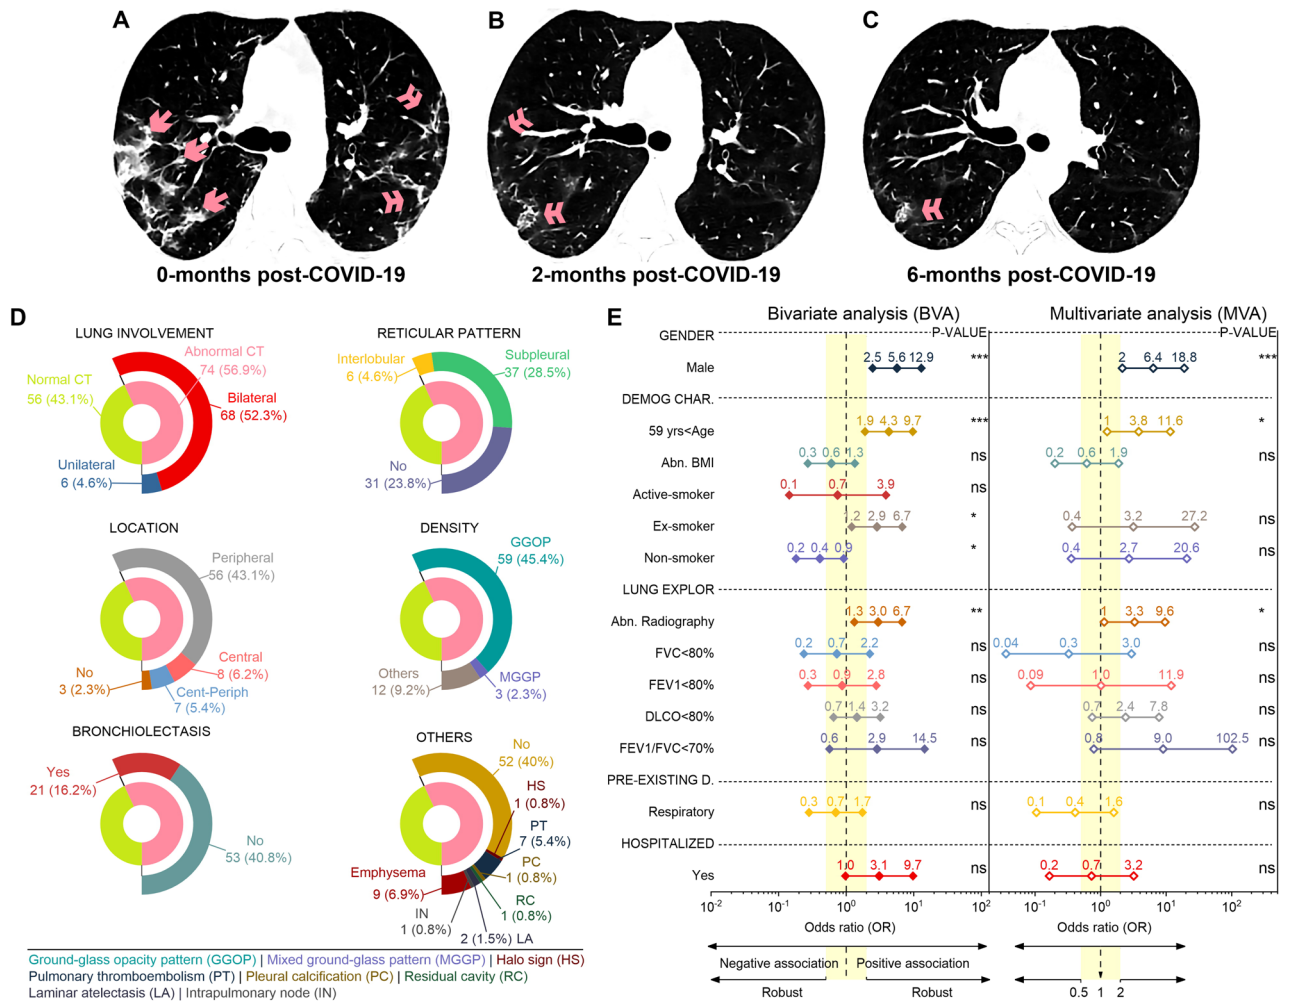 A
B
C
0-months post-COVID-19
2-months post-COVID-19
6-months post-COVID-19
D
LUNG INVOLVEMENT
Abnormal CT
74 (56.9%)
Normal CT
56 (43.1%)
Bilateral
68 (52.3%)
Unilateral
6 (4.6%)
RETICULAR PATTERN
Interlobular
6 (4.6%)
Subpleural
37 (28.5%)
No
31 (23.8%)
LOCATION
Peripheral
56 (43.1%)
Central
8 (6.2%)
No
3 (2.3%)
Cent-Periph
7 (5.4%)
DENSITY
GGOP
59 (45.4%)
Others
12 (9.2%)
MGGP
3 (2.3%)
BRONCHIOLECTASIS
Yes
21 (16.2%)
No
53 (40.8%)
OTHERS
No
52 (40%)
HS
1 (0.8%)
PT
7 (5.4%)
PC
1 (0.8%)
Emphysema
9 (6.9%)
RC
1 (0.8%)
IN
1 (0.8%)
2 (1.5%) LA
Ground-glass opacity pattern (GGOP) | Mixed ground-glass pattern (MGGP) | Halo sign (HS)
Pulmonary thromboembolism (PT) | Pleural calcification (PC) | Residual cavity (RC)
Laminar atelectasis (LA) | Intrapulmonary node (IN)
E
Bivariate analysis (BVA)
Multivariate analysis (MVA)
GENDER P-VALUE P-VALUE
Male 2.5 5.6 12.9 *** 2 6.4 18.8 ***
DEMOG CHAR.
59 yrs<Age 1.9 4.3 9.7 *** 1 3.8 11.6 *
Abn. BMI 0.3 0.6 1.3 ns 0.2 0.6 1.9 ns
Active-smoker 0.1 0.7 3.9 ns
Ex-smoker 1.2 2.9 6.7 * 0.4 3.2 27.2 ns
Non-smoker 0.2 0.4 0.9 * 0.4 2.7 20.6 ns
LUNG EXPLOR
Abn. Radiography 1.3 3.0 6.7 ** 1 3.3 9.6 *
FVC<80% 0.2 0.7 2.2 ns 0.04 0.3 3.0 ns
FEV1<80% 0.3 0.9 2.8 ns 0.09 1.0 11.9 ns
DLCO<80% 0.7 1.4 3.2 ns 0.7 2.4 7.8 ns
FEV1/FVC<70% 0.6 2.9 14.5 ns 0.8 9.0 102.5 ns
PRE-EXISTING D.
Respiratory 0.3 0.7 1.7 ns 0.1 0.4 1.6 ns
HOSPITALIZED
Yes 1.0 3.1 9.7 ns 0.2 0.7 3.2 ns
10-2 10-1 100 101 102 10-1 100 101 102
Odds ratio (OR) Odds ratio (OR)
Negative association Positive association
Robust Robust 0.5 1 2